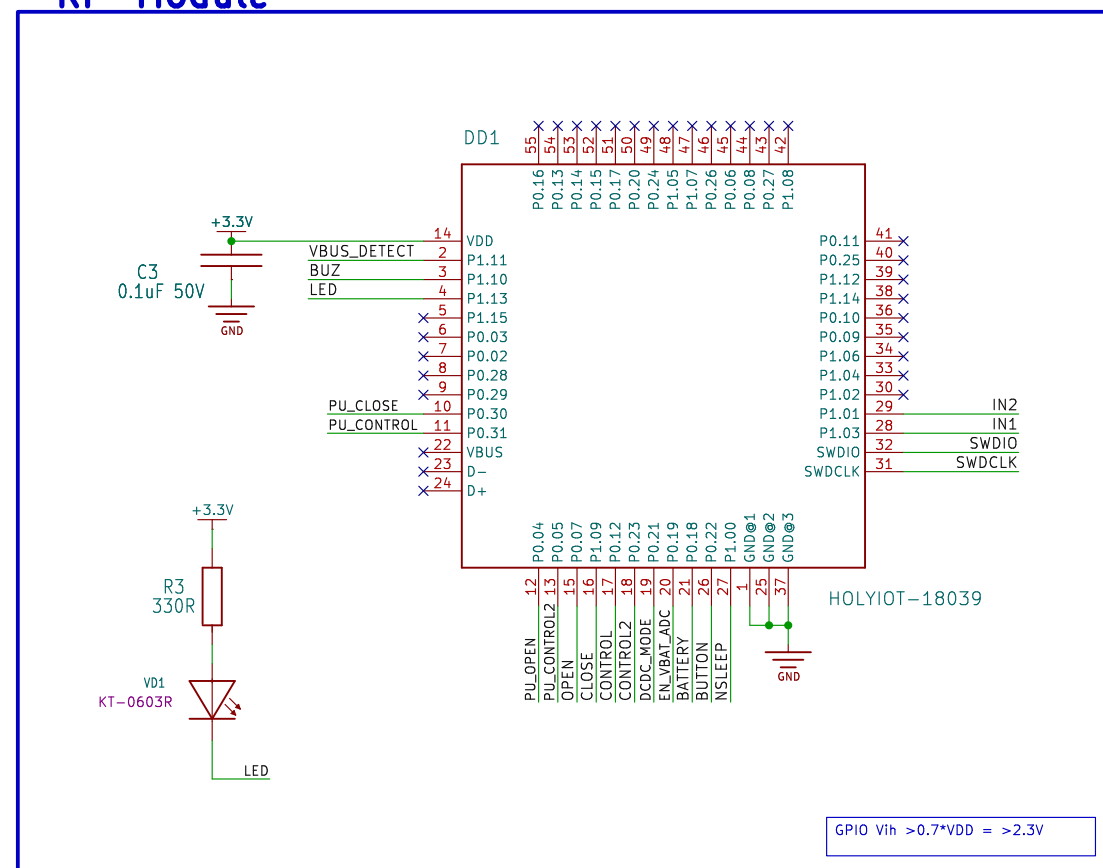 RF Module
DD1
55
54
53
52
51
50
49
48
47
46
45
44
43
42
P0.16
P0.13
P0.14
P0.15
P0.17
P0.20
P0.24
P1.05
P1.07
P0.26
P0.06
P0.08
P0.27
P1.08
+3.3V
C3
0.1uF 50V
GND
14 VDD
VBUS_DETECT 2 P1.11
BUZ 3 P1.10
LED 4 P1.13
5 P1.15
6 P0.03
7 P0.02
8 P0.28
9 P0.29
PU_CLOSE 10 P0.30
PU_CONTROL 11 P0.31
22 VBUS
23 D-
24 D+
P0.11 41
P0.25 40
P1.12 39
P1.14 38
P0.10 36
P0.09 35
P1.06 34
P1.04 33
P1.02 30
P1.01 29 IN2
P1.03 28 IN1
SWDIO 32 SWDIO
SWDCLK 31 SWDCLK
P0.04 12 PU_OPEN
P0.05 13 PU_CONTROL2
P0.07 15 OPEN
P1.09 16 CLOSE
P0.12 17 CONTROL
P0.23 18 CONTROL2
P0.21 19 DCDC_MODE
P0.19 20 EN_VBAT_ADC
P0.18 21 BATTERY
P0.22 26 BUTTON
P1.00 27 NSLEEP
GND@1 1
GND@2 25
GND@3 37
HOLYIOT-18039
GND
+3.3V
R3
330R
VD1
KT-0603R
LED
GPIO Vih >0.7*VDD = >2.3V